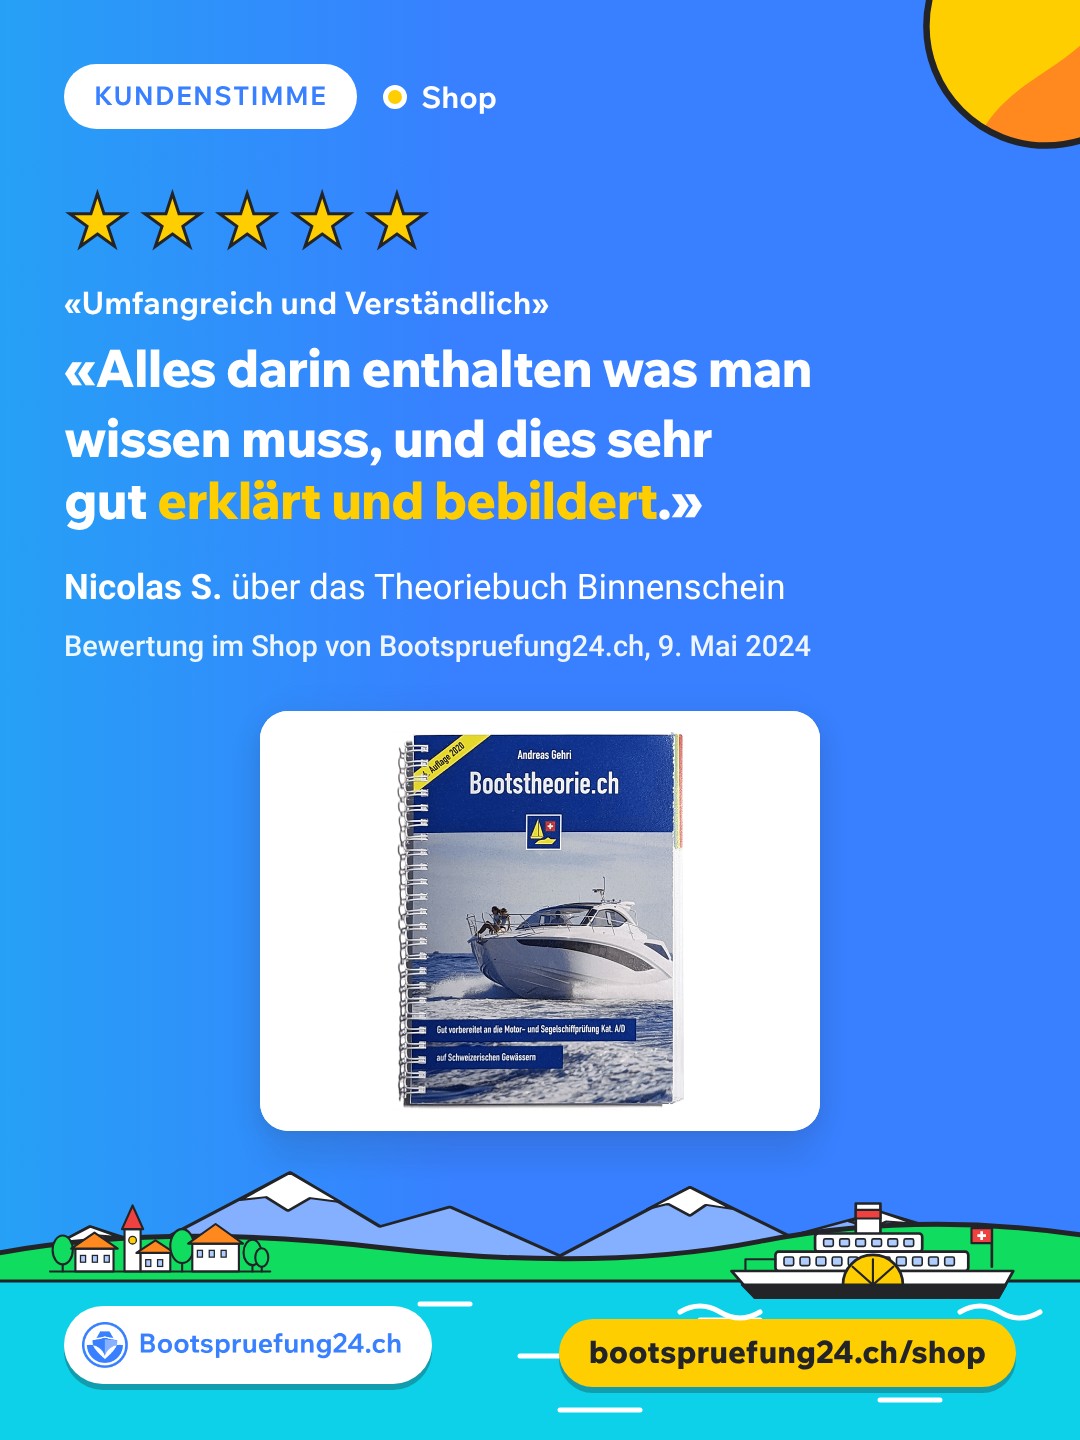 KUNDENSTIMME
Shop
«Umfangreich und Verständlich»
«Alles darin enthalten was man
wissen muss, und dies sehr
gut erklärt und bebildert.»
Nicolas S. über das Theoriebuch Binnenschein
Bewertung im Shop von Bootspruefung24.ch, 9. Mai 2024
Auflage 2020
Andreas Gehri
Bootstheorie.ch
Gut vorbereitet an die Motor- und Segelschiffprüfung Kat. A/D
auf Schweizerischen Gewässern
Bootspruefung24.ch
bootspruefung24.ch/shop